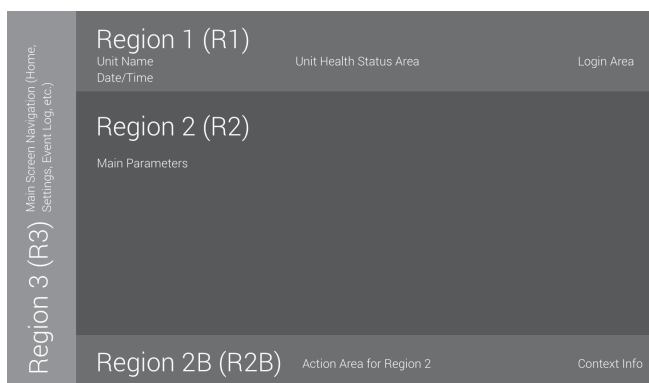 Region 1 (R1)
Unit Name
Unit Health Status Area
Login Area
Date/Time
Region 2 (R2)
Main Parameters
Region 3 (R3) Main Screen Navigation (Home,
Settings, Event Log, etc.)
Region 2B (R2B)
Action Area for Region 2
Context Info